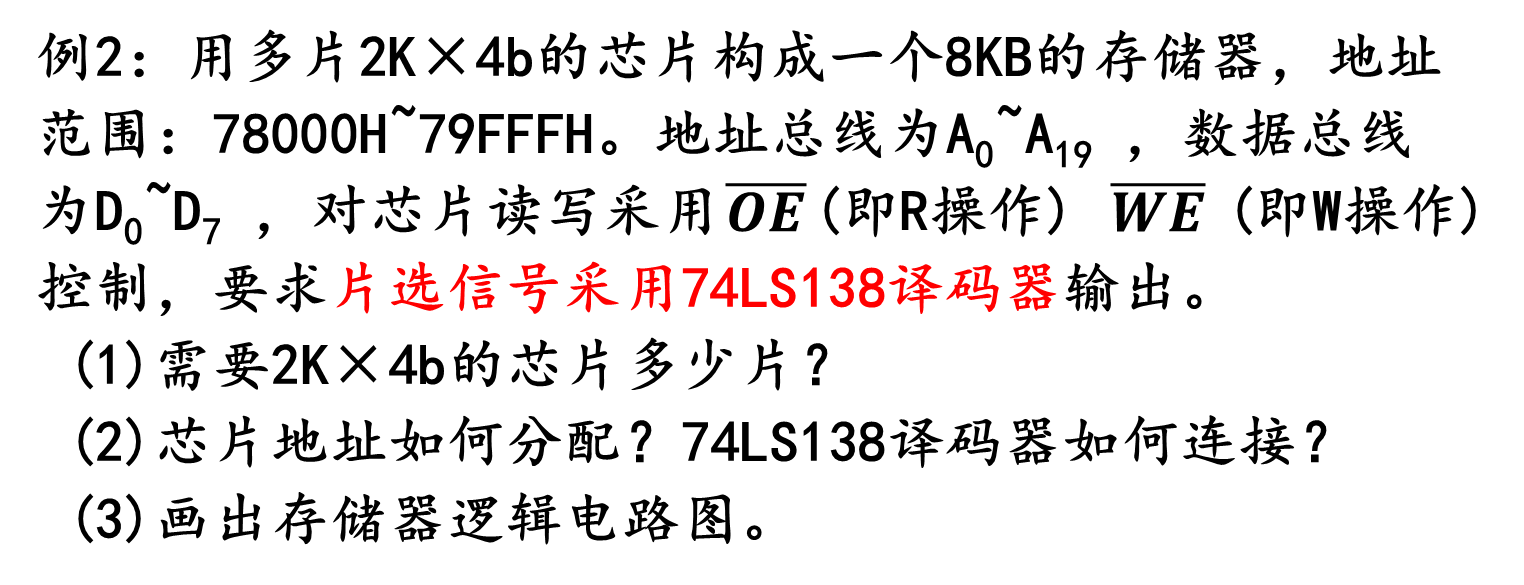 例2：用多片2K×4b的芯片构成一个8KB的存储器，地址
范围：78000H~79FFFH。地址总线为A₀~A₁₉ ，数据总线
为D₀~D₇ ，对芯片读写采用O̅E̅(即R操作) W̅E̅ (即W操作)
控制，要求片选信号采用74LS138译码器输出。
(1)需要2K×4b的芯片多少片？
(2)芯片地址如何分配？74LS138译码器如何连接？
(3)画出存储器逻辑电路图。